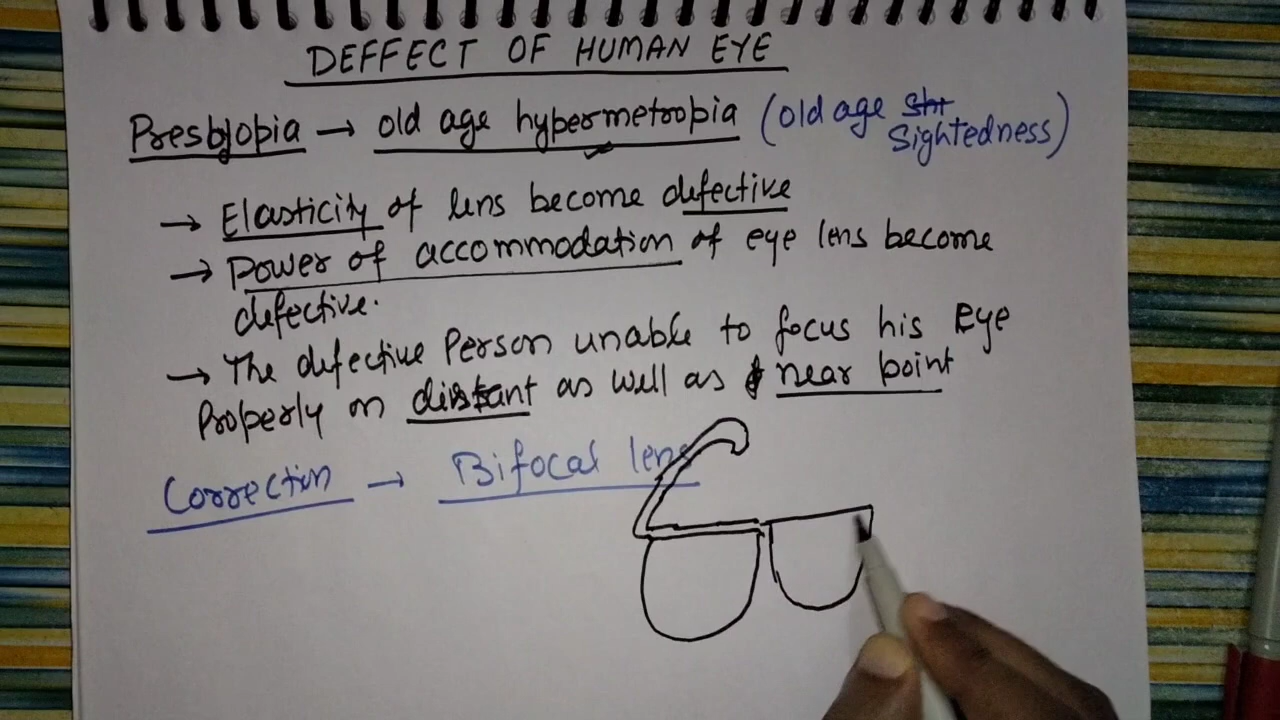 DEFFECT OF HUMAN EYE
Presbyopia → old age hypermetropia (old age
Sightedness)
→ Elasticity of lens become defective
→ Power of accommodation of eye lens become
defective.
→ The defective Person unable to focus his Eye
Properly on distant as well as near point
Correction → Bifocal lens